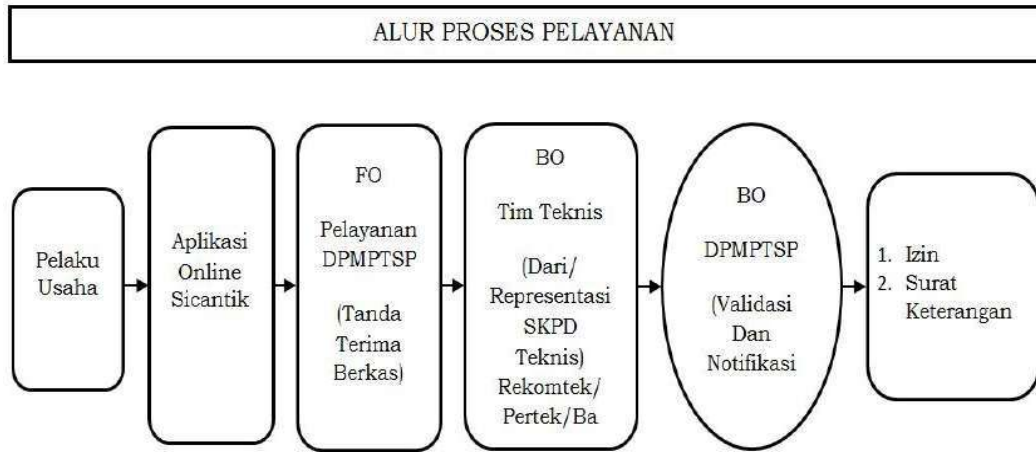 ALUR PROSES PELAYANAN
Pelaku
Usaha
Aplikasi
Online
Sicantik
FO
Pelayanan
DPMPTSP
(Tanda
Terima
Berkas)
BO
Tim Teknis
(Dari/
Representasi
SKPD
Teknis)
Rekomtek/
Pertek/Ba
BO
DPMPTSP
(Validasi
Dan
Notifikasi
1. Izin
2. Surat
Keterangan